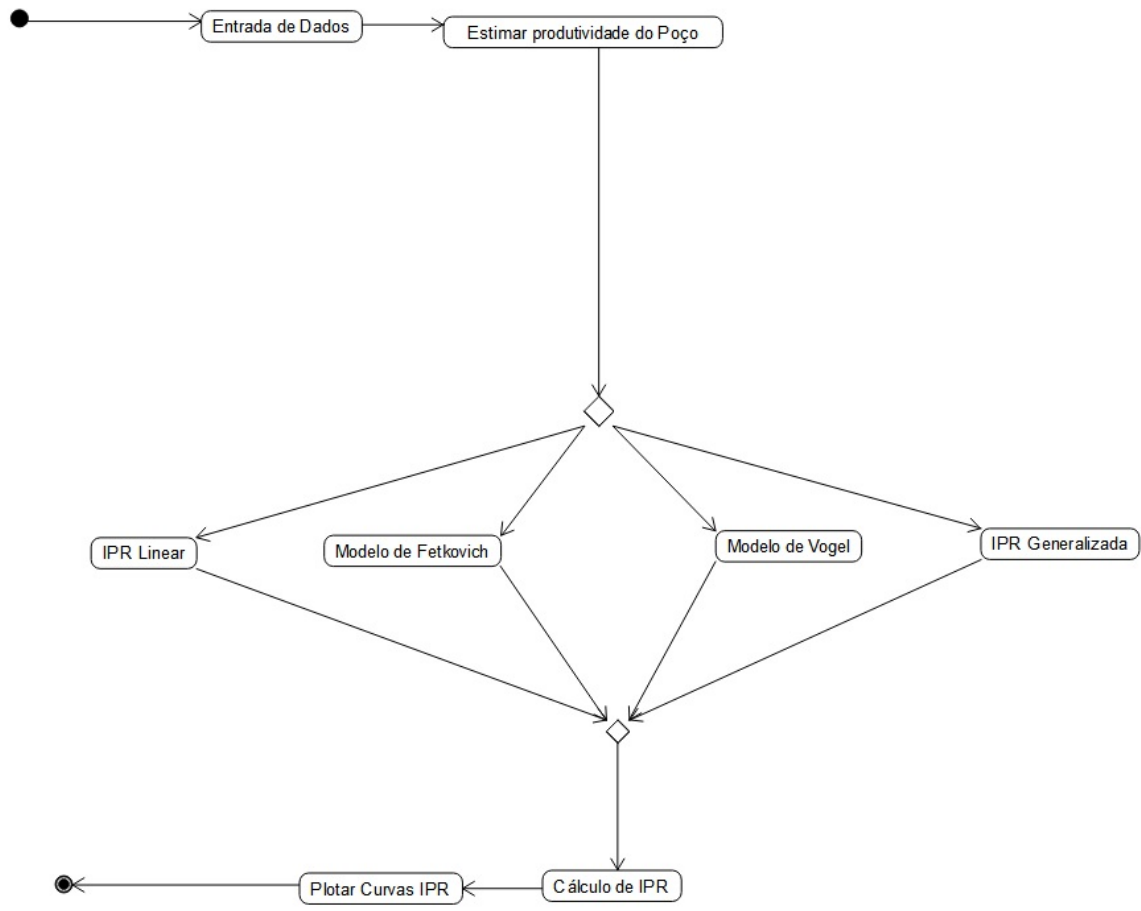 Entrada de Dados
Estimar produtividade do Poço
IPR Linear
Modelo de Fetkovich
Modelo de Vogel
IPR Generalizada
Cálculo de IPR
Plotar Curvas IPR